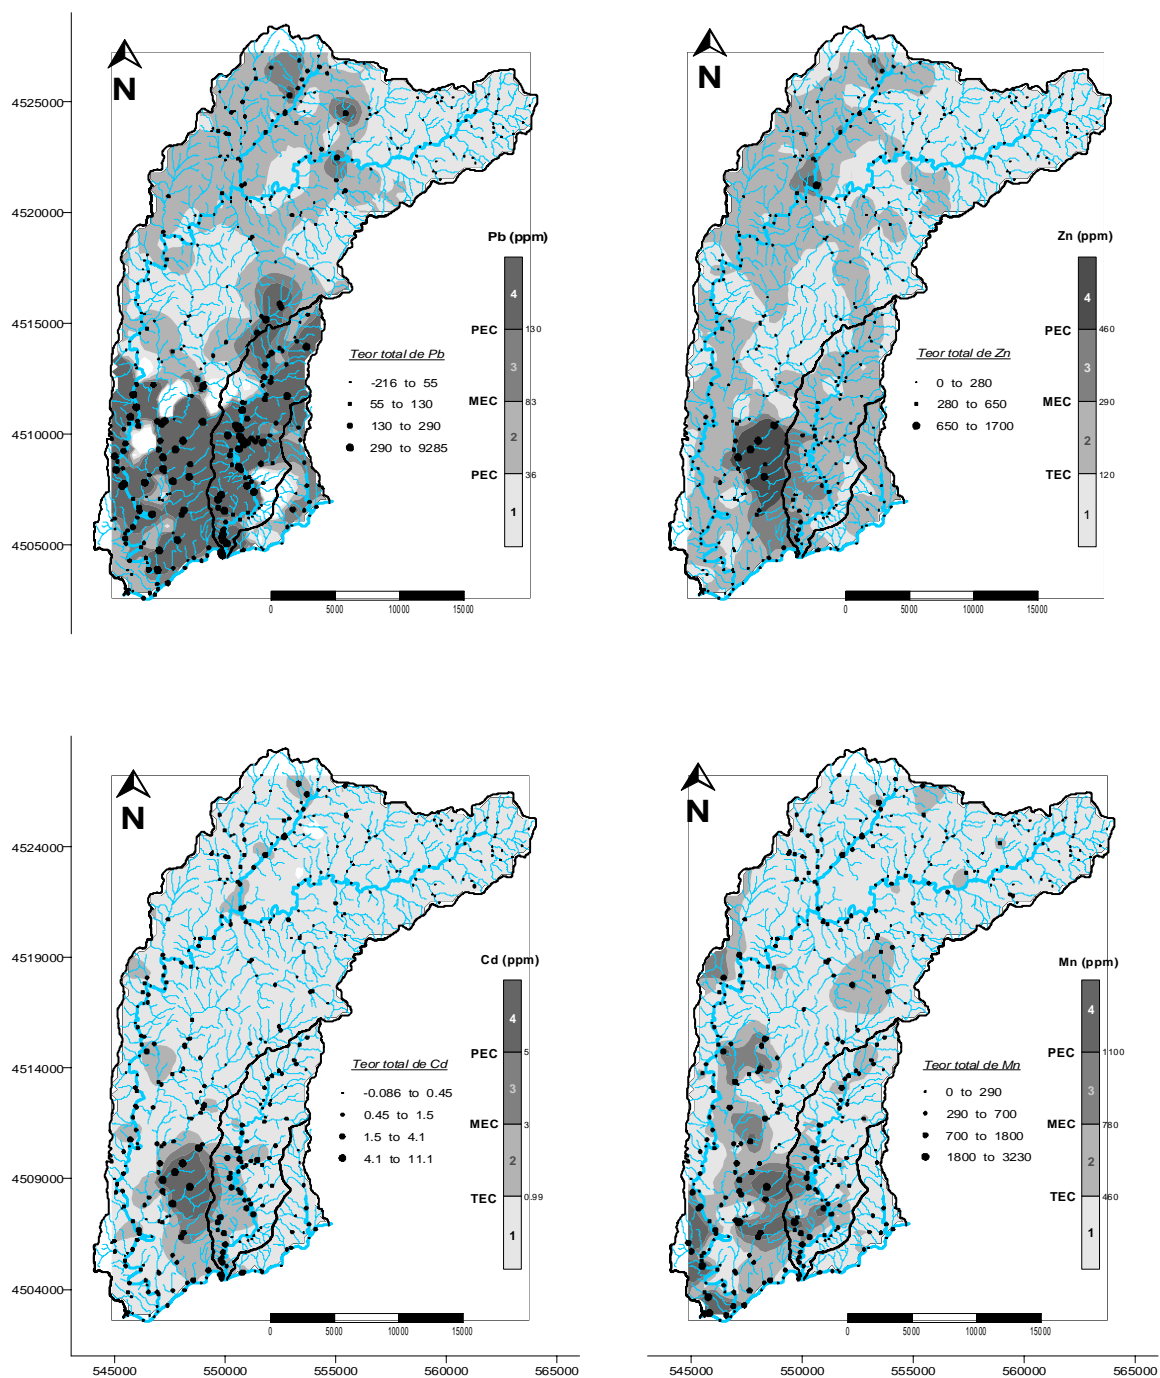 N
4525000
4520000
4515000
4510000
4505000
Pb (ppm)
4
PEC
130
3
MEC
83
2
PEC
36
1
Teor total de Pb
-216 to 55
55 to 130
130 to 290
290 to 9285
0 5000 10000 15000
N
Zn (ppm)
4
PEC
460
3
MEC
290
2
TEC
120
1
Teor total de Zn
0 to 280
280 to 650
650 to 1700
0 5000 10000 15000
N
4524000
4519000
4514000
4509000
4504000
Cd (ppm)
4
PEC
5
3
MEC
3
2
TEC
0.99
1
Teor total de Cd
-0.086 to 0.45
0.45 to 1.5
1.5 to 4.1
4.1 to 11.1
0 5000 10000 15000
545000 550000 555000 560000 565000
N
Mn (ppm)
4
PEC
1100
3
MEC
780
2
TEC
460
1
Teor total de Mn
0 to 290
290 to 700
700 to 1800
1800 to 3230
0 5000 10000 15000
545000 550000 555000 560000 565000